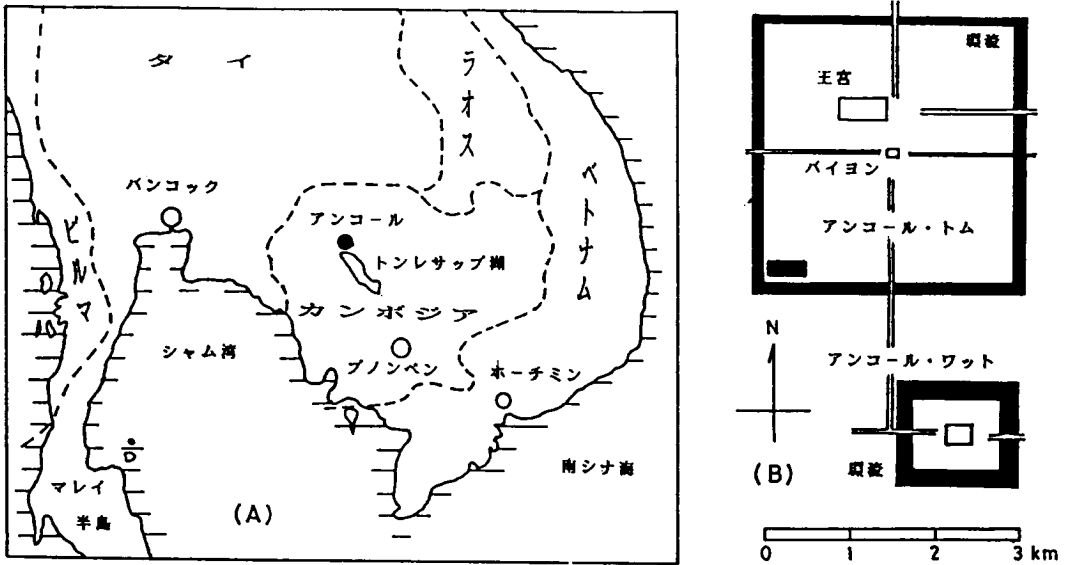 タイ
ラオス
ベトナム
バンコック
アンコール
トンレサップ湖
ビルマ
カンボジア
シャム湾
プノンペン
ホーチミン
南シナ海
マレイ
半島
(A)
環濠
王宮
バイヨン
アンコール・トム
N
アンコール・ワット
環濠
(B)
0 1 2 3 km